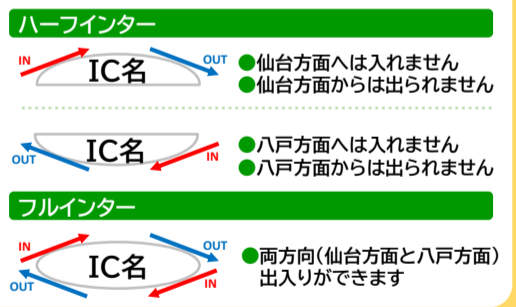 ハーフインター
IN
OUT
IC名
●仙台方面へは入れません
●仙台方面からは出られません
OUT
IC名
IN
●八戸方面へは入れません
●八戸方面からは出られません
フルインター
IN
OUT
IC名
OUT
IN
●両方向(仙台方面と八戸方面)
出入りができます